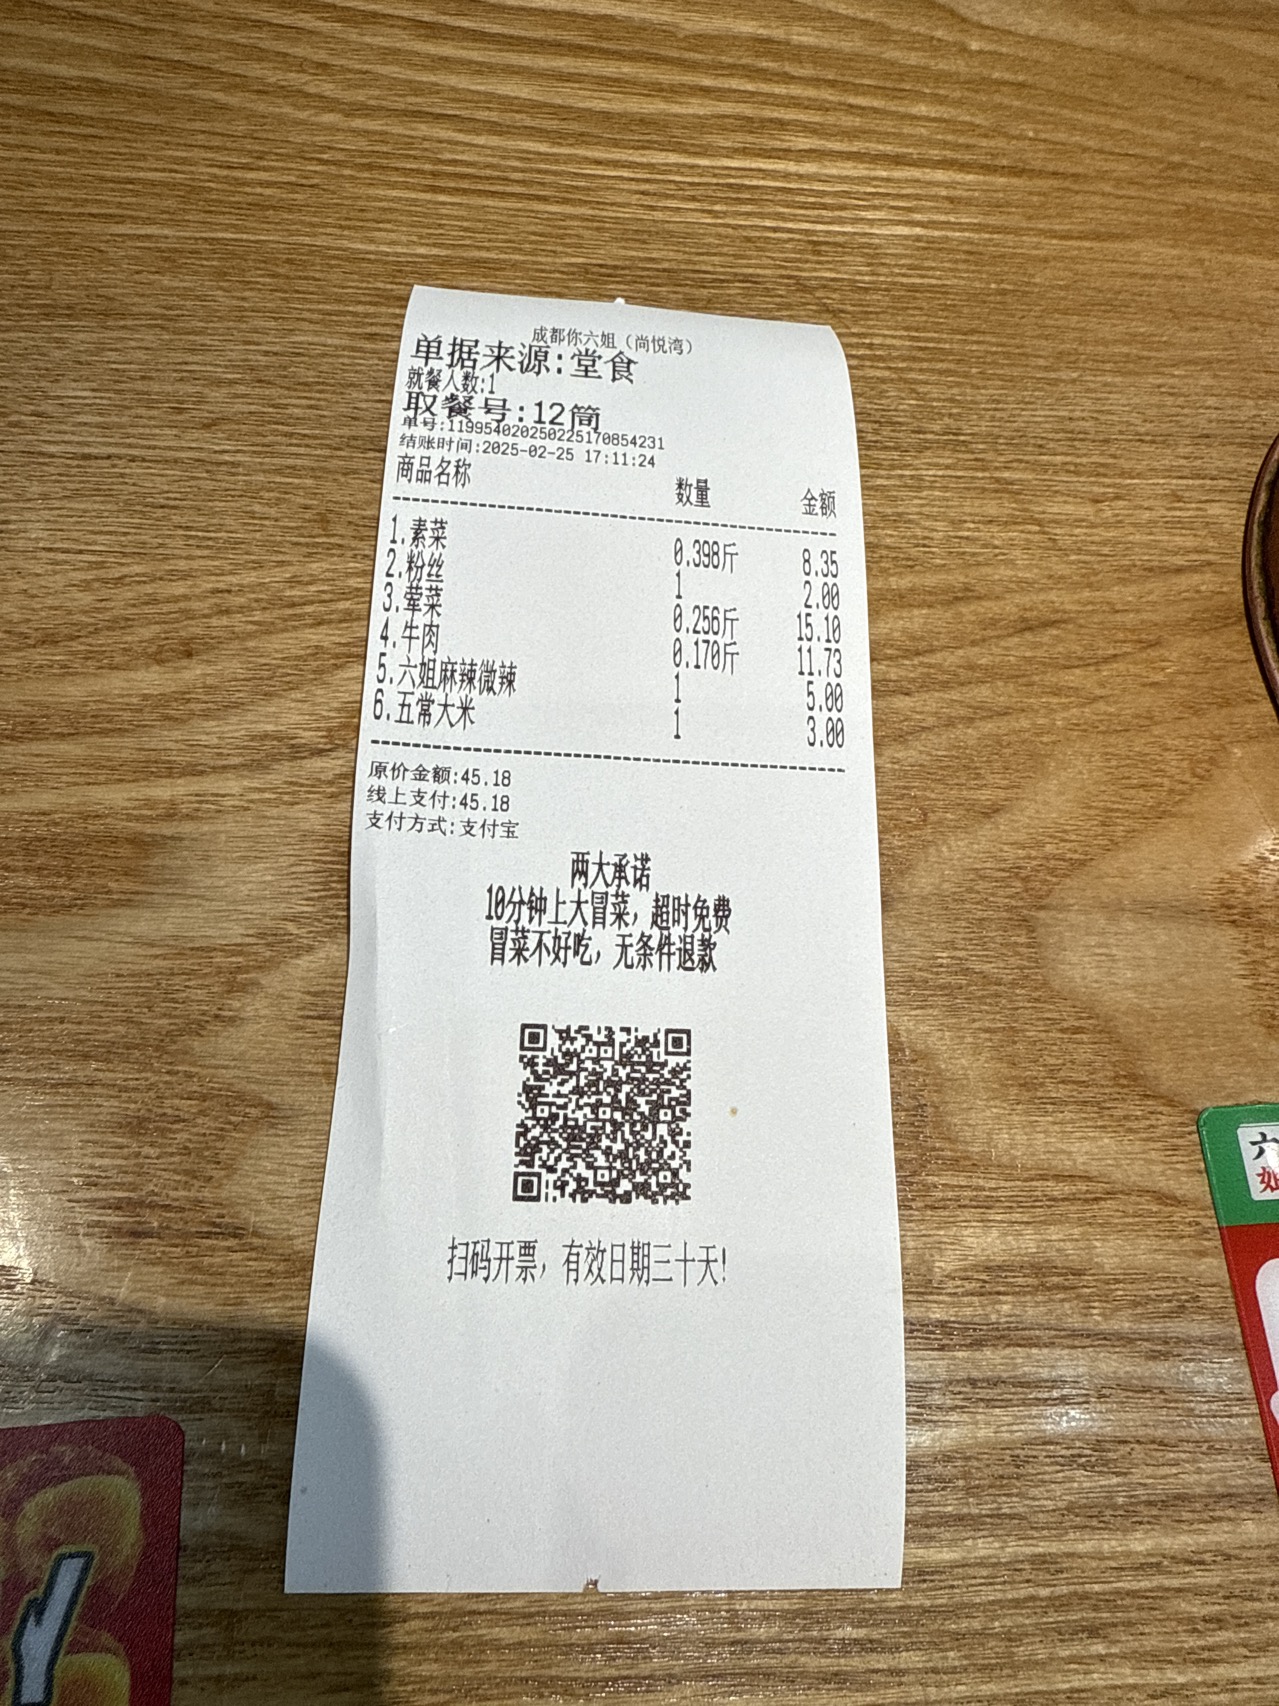 成都你六姐（尚悦湾）
单据来源:堂食
就餐人数:1
取餐号:12筒
单号:119954020250225170854231
结账时间:2025-02-25 17:11:24
商品名称 数量 金额
1.素菜 0.398斤 8.35
2.粉丝 1 2.00
3.荤菜 0.256斤 15.10
4.牛肉 0.170斤 11.73
5.六姐麻辣微辣 1 5.00
6.五常大米 1 3.00
原价金额:45.18
线上支付:45.18
支付方式:支付宝
两大承诺
10分钟上大冒菜，超时免费
冒菜不好吃，无条件退款
扫码开票，有效日期三十天!